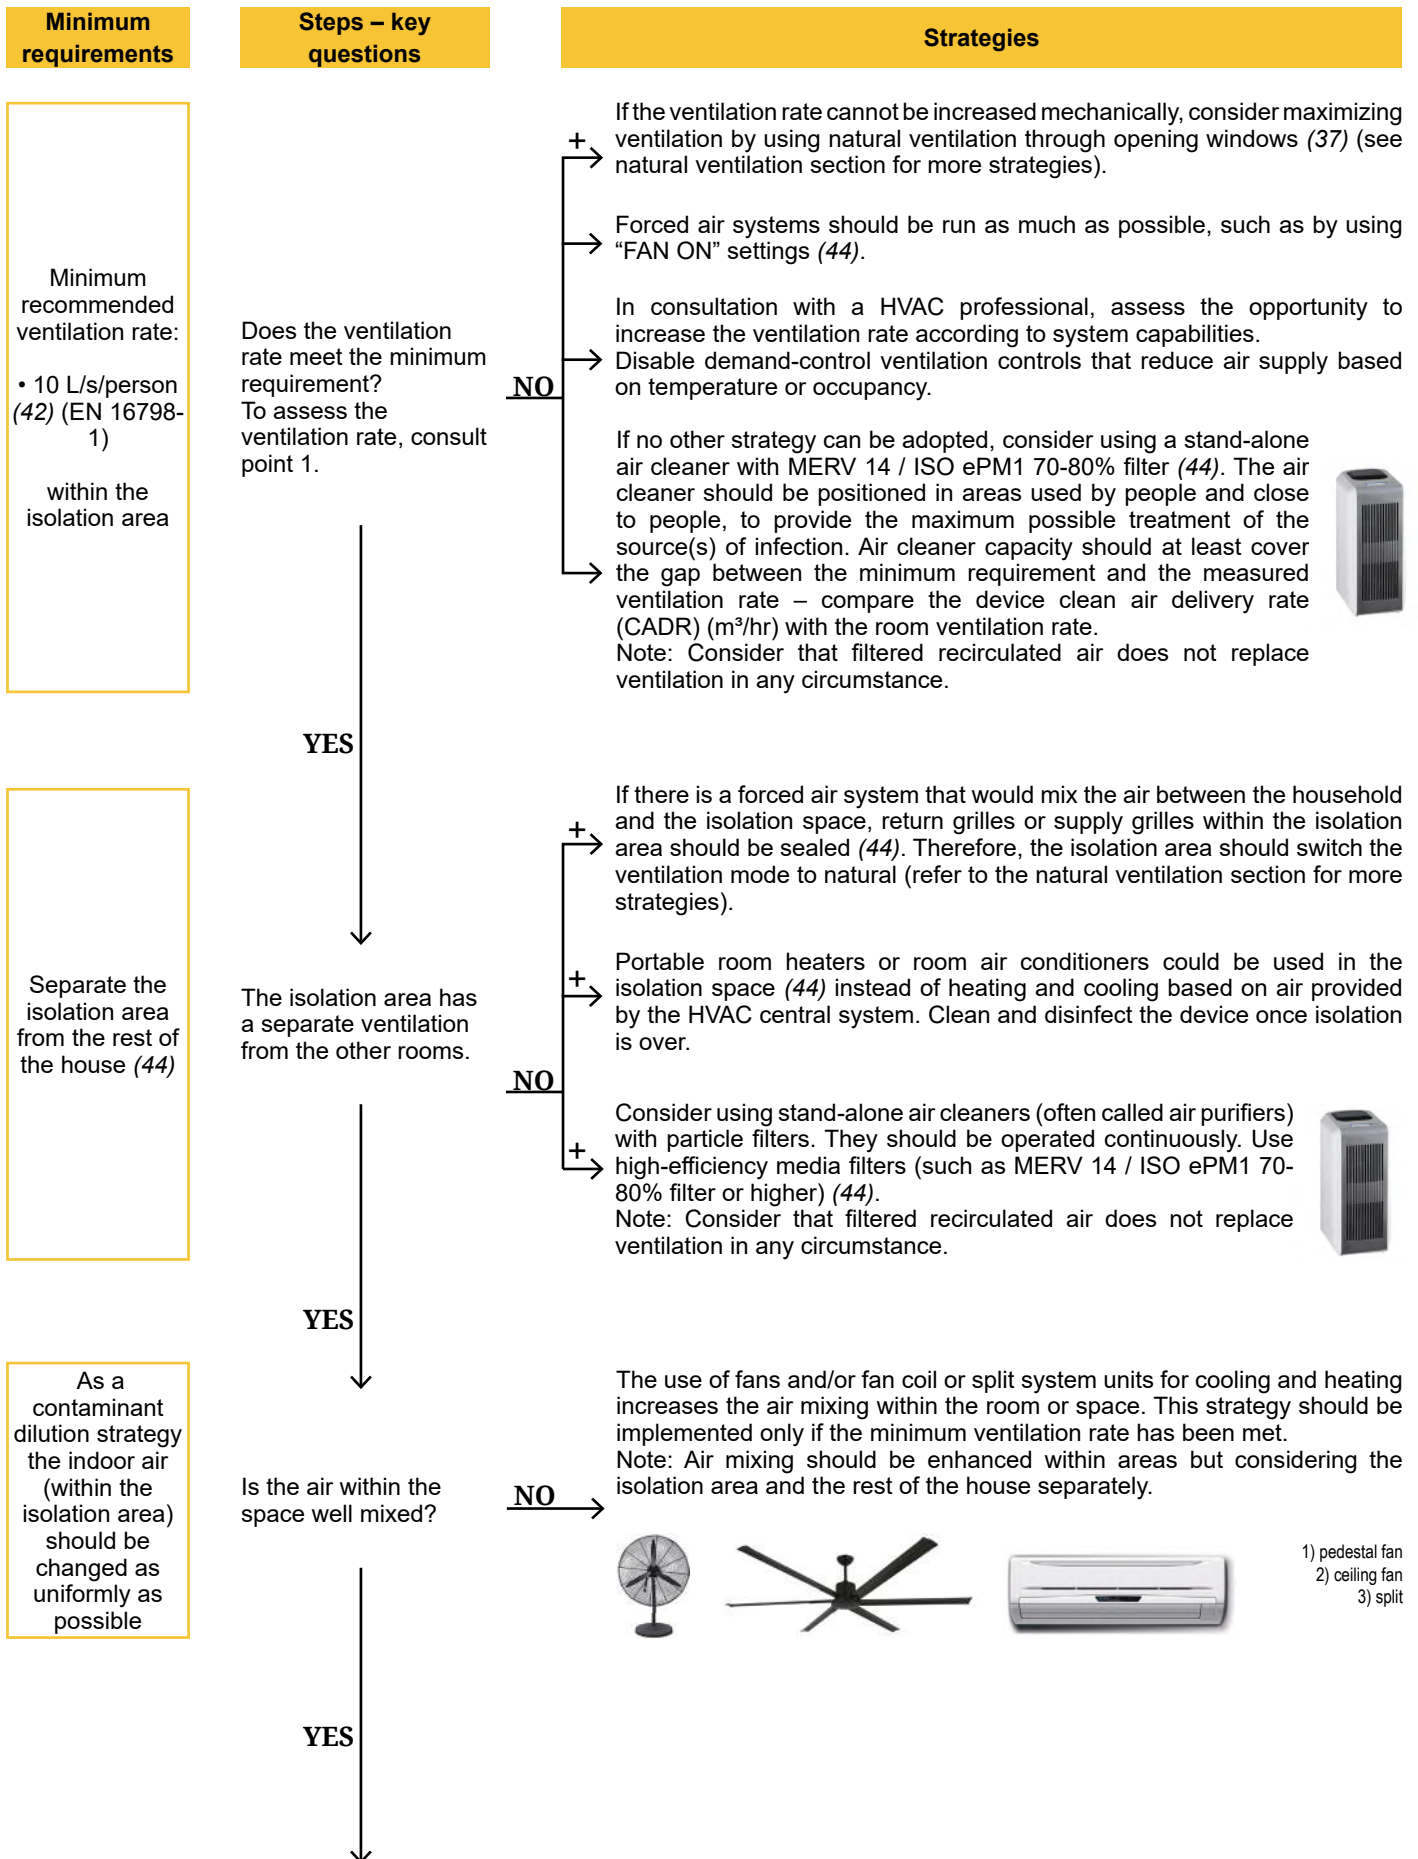 Minimum
requirements
Steps – key
questions
Strategies
Minimum
recommended
ventilation rate:
• 10 L/s/person
(42) (EN 16798-
1)
within the
isolation area
Does the ventilation
rate meet the minimum
requirement?
To assess the
ventilation rate, consult
point 1.
NO
+
If the ventilation rate cannot be increased mechanically, consider maximizing
ventilation by using natural ventilation through opening windows (37) (see
natural ventilation section for more strategies).
Forced air systems should be run as much as possible, such as by using
“FAN ON” settings (44).
In consultation with a HVAC professional, assess the opportunity to
increase the ventilation rate according to system capabilities.
Disable demand-control ventilation controls that reduce air supply based
on temperature or occupancy.
If no other strategy can be adopted, consider using a stand-alone
air cleaner with MERV 14 / ISO ePM1 70-80% filter (44). The air
cleaner should be positioned in areas used by people and close
to people, to provide the maximum possible treatment of the
source(s) of infection. Air cleaner capacity should at least cover
the gap between the minimum requirement and the measured
ventilation rate – compare the device clean air delivery rate
(CADR) (m³/hr) with the room ventilation rate.
Note: Consider that filtered recirculated air does not replace
ventilation in any circumstance.
YES
Separate the
isolation area
from the rest of
the house (44)
The isolation area has
a separate ventilation
from the other rooms.
NO
+
If there is a forced air system that would mix the air between the household
and the isolation space, return grilles or supply grilles within the isolation
area should be sealed (44). Therefore, the isolation area should switch the
ventilation mode to natural (refer to the natural ventilation section for more
strategies).
+
Portable room heaters or room air conditioners could be used in the
isolation space (44) instead of heating and cooling based on air provided
by the HVAC central system. Clean and disinfect the device once isolation
is over.
+
Consider using stand-alone air cleaners (often called air purifiers)
with particle filters. They should be operated continuously. Use
high-efficiency media filters (such as MERV 14 / ISO ePM1 70-
80% filter or higher) (44).
Note: Consider that filtered recirculated air does not replace
ventilation in any circumstance.
YES
As a
contaminant
dilution strategy
the indoor air
(within the
isolation area)
should be
changed as
uniformly as
possible
Is the air within the
space well mixed?
NO
The use of fans and/or fan coil or split system units for cooling and heating
increases the air mixing within the room or space. This strategy should be
implemented only if the minimum ventilation rate has been met.
Note: Air mixing should be enhanced within areas but considering the
isolation area and the rest of the house separately.
1) pedestal fan
2) ceiling fan
3) split
YES